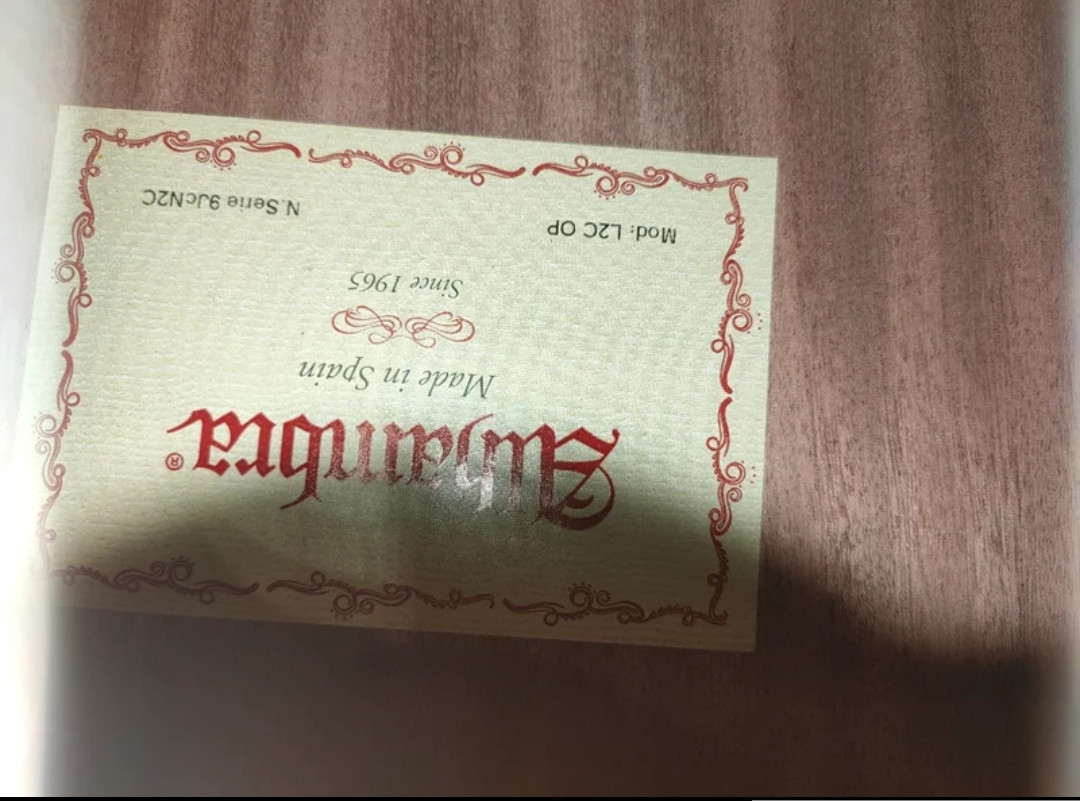 Alhambra®
Made in Spain
Since 1965
Mod: L2C OP
N.Serie 9JcN2C